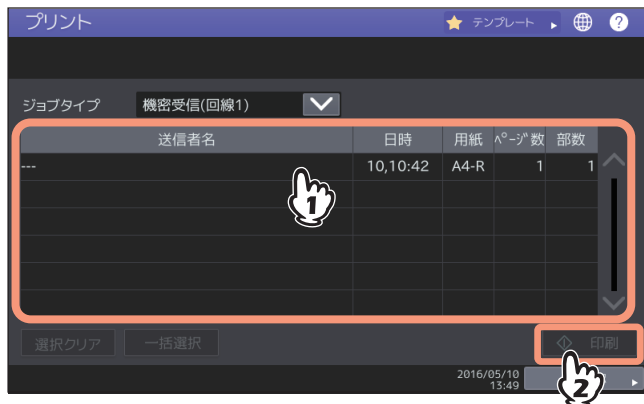 プリント
テンプレート
?
ジョブタイプ 機密受信(回線1)
送信者名 日時 用紙 ページ数 部数
--- 10,10:42 A4-R 1 1
1
選択クリア 一括選択 印刷
2016/05/10
13:49
2